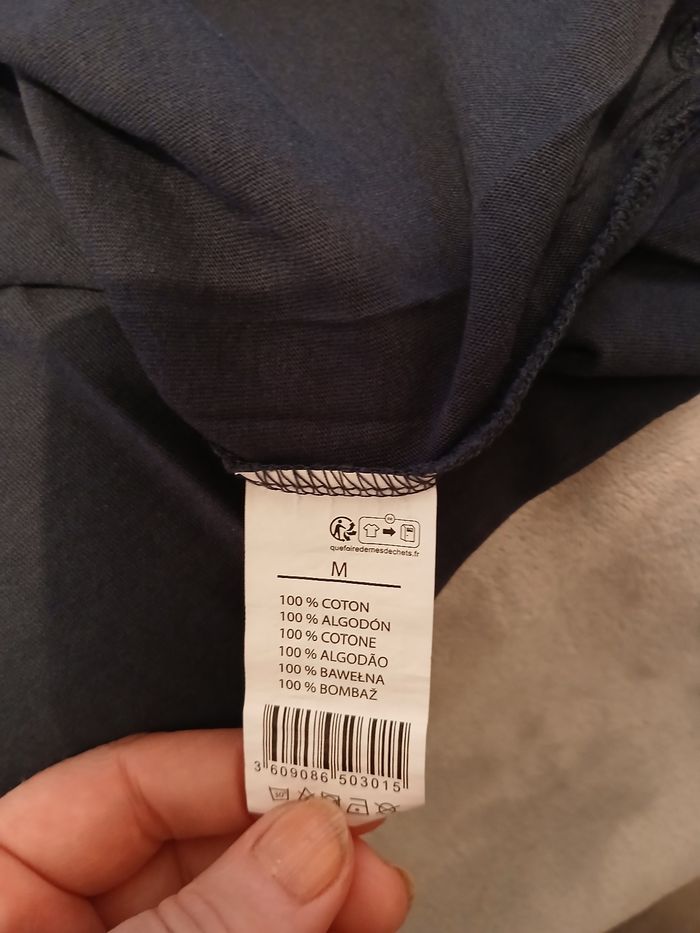 quefairedemesdechets.fr
M
100 % COTON
100 % ALGODÓN
100 % COTONE
100 % ALGODÃO
100 % BAWEŁNA
100 % BOMBAŽ
3 609086 503015